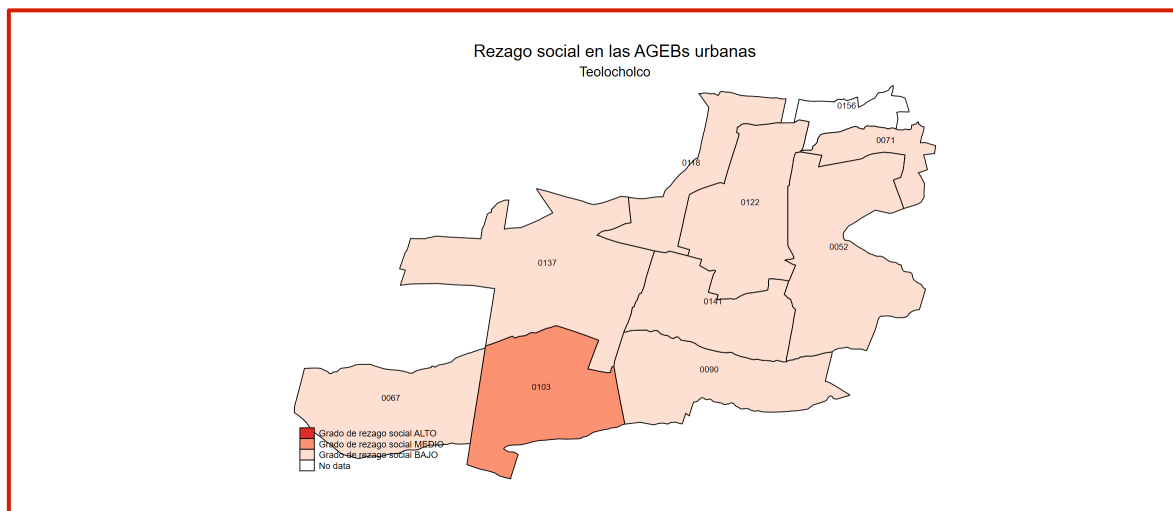 Rezago social en las AGEBs urbanas
Teolocholco
0156
0071
0118
0122
0052
0137
0141
0090
0103
0067
Grado de rezago social ALTO
Grado de rezago social MEDIO
Grado de rezago social BAJO
No data